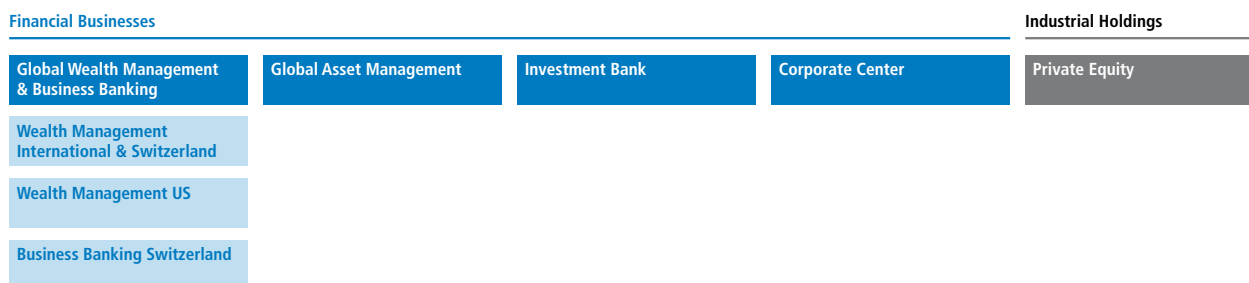 Financial Businesses
Industrial Holdings
Global Wealth Management
& Business Banking
Global Asset Management
Investment Bank
Corporate Center
Private Equity
Wealth Management
International & Switzerland
Wealth Management US
Business Banking Switzerland